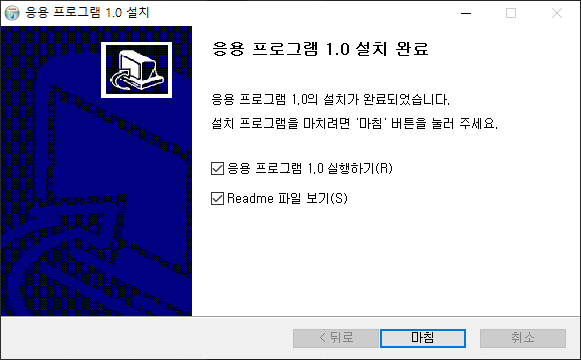 응용 프로그램 1.0 설치
응용 프로그램 1.0 설치 완료
응용 프로그램 1.0의 설치가 완료되었습니다.
설치 프로그램을 마치려면 '마침' 버튼을 눌러 주세요.
응용 프로그램 1.0 실행하기(R)
Readme 파일 보기(S)
< 뒤로
마침
취소